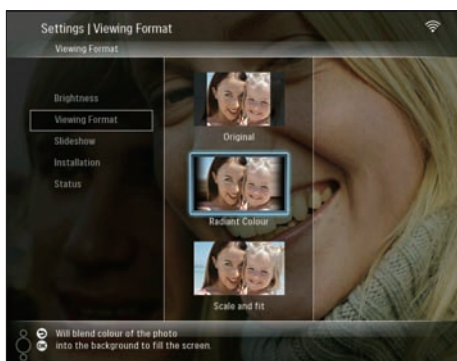 Settings | Viewing Format
Viewing Format
Brightness
Viewing Format
Slideshow
Installation
Status
Original
Radiant Colour
Scale and fit
Will blend colour of the photo
OK into the background to fill the screen.